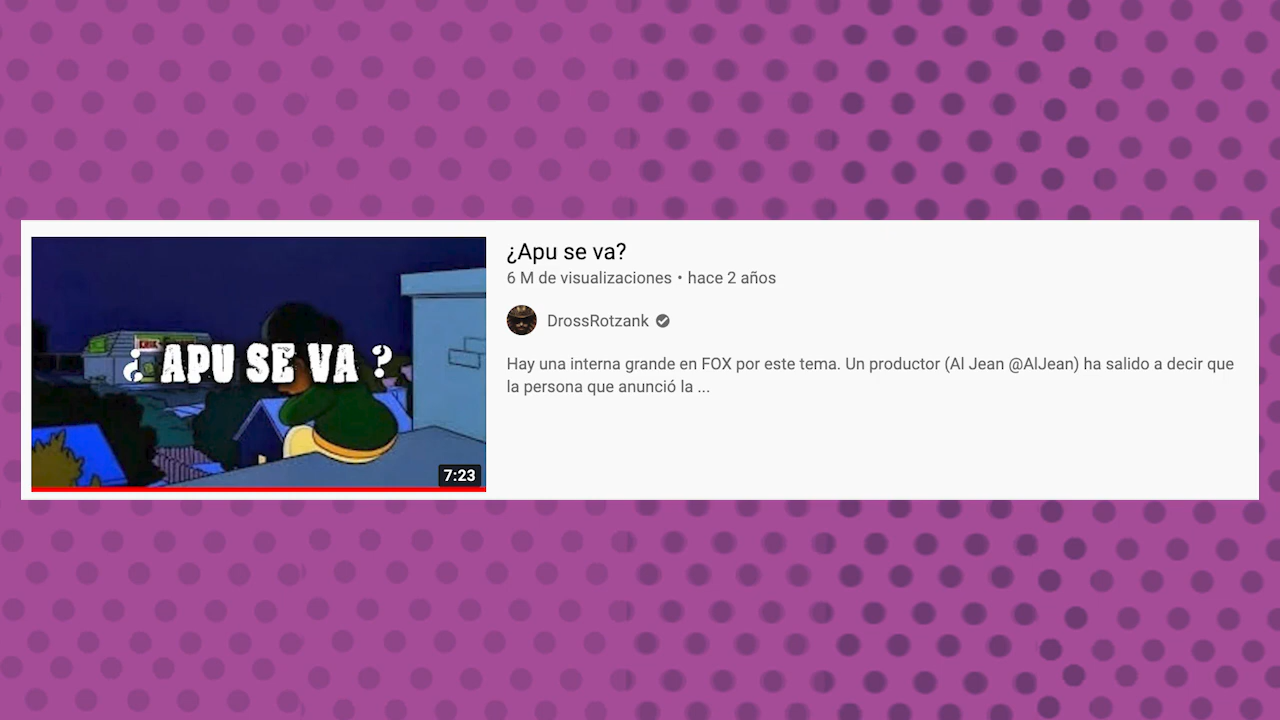 ¿Apu se va?
6 M de visualizaciones • hace 2 años
DrossRotzank
Hay una interna grande en FOX por este tema. Un productor (Al Jean @AlJean) ha salido a decir que
la persona que anunció la ...
¿ APU SE VA ?
7:23